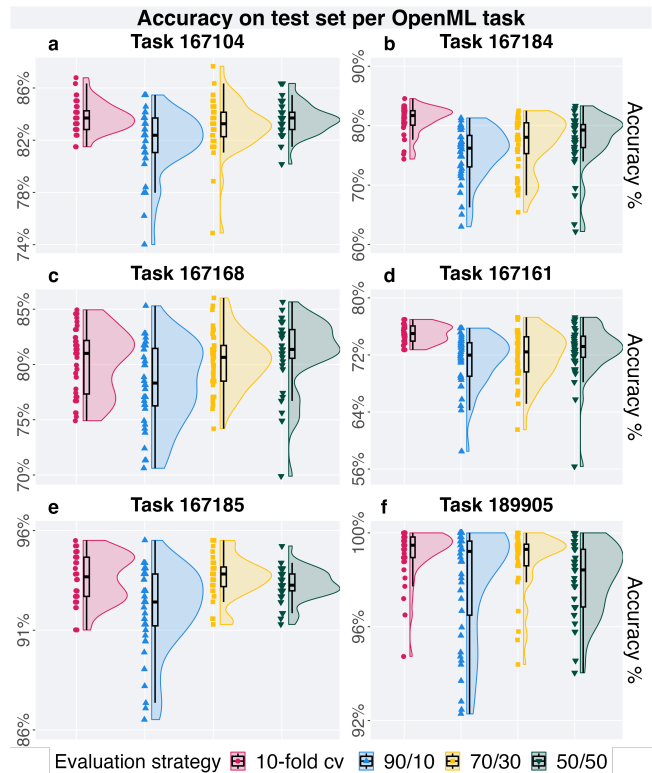 Accuracy on test set per OpenML task
a Task 167104
b Task 167184
86%
82%
78%
74%
90%
80%
70%
60%
Accuracy %
c Task 167168
d Task 167161
85%
80%
75%
70%
80%
72%
64%
56%
Accuracy %
e Task 167185
f Task 189905
96%
91%
86%
100%
96%
92%
Accuracy %
Evaluation strategy 10-fold cv 90/10 70/30 50/50